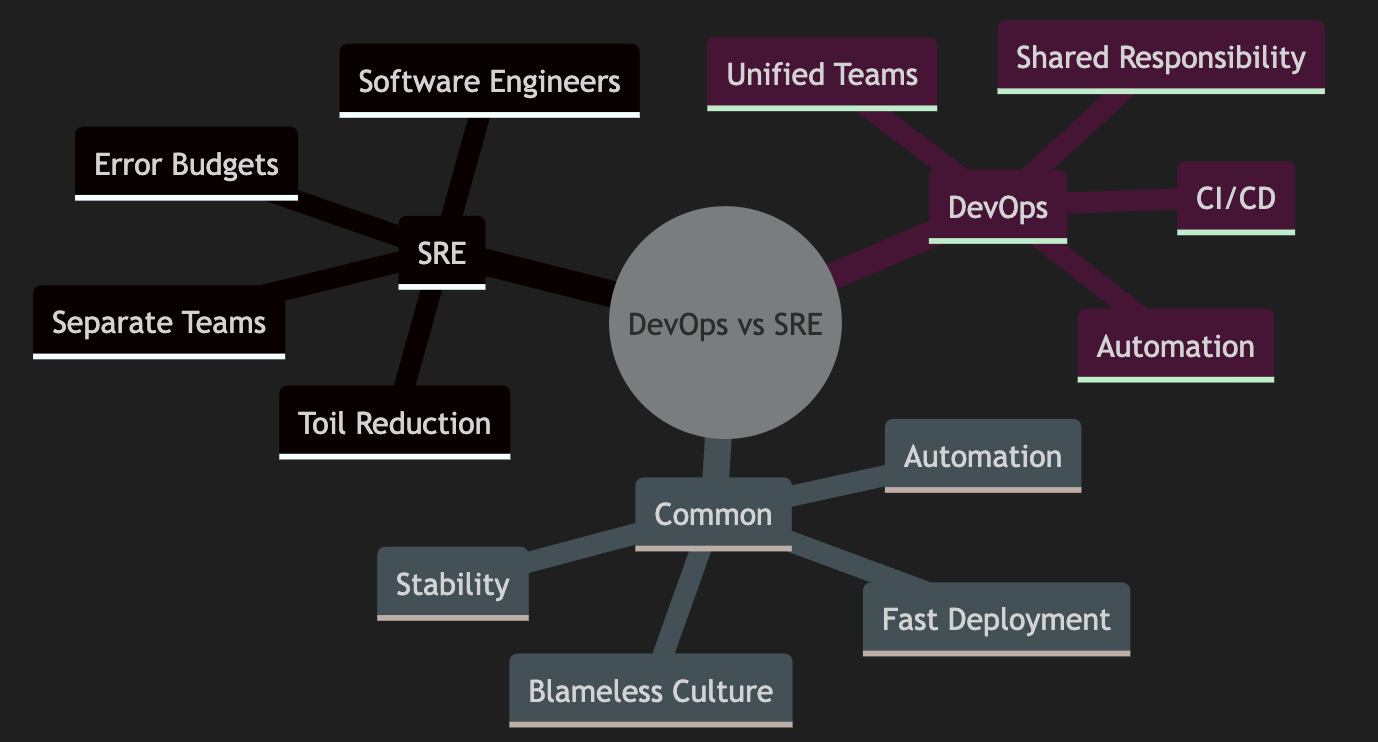 Software Engineers
Error Budgets
SRE
Separate Teams
Toil Reduction
DevOps vs SRE
Unified Teams
Shared Responsibility
DevOps
CI/CD
Automation
Common
Automation
Stability
Fast Deployment
Blameless Culture